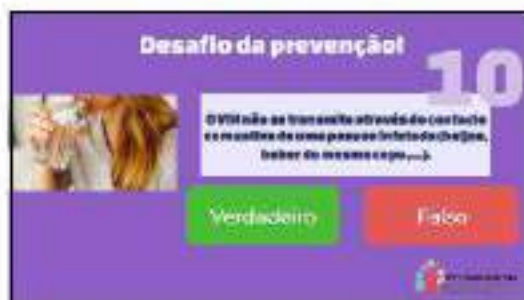 Desafio da prevenção!
10
O VIH não se transmite através do contacto
com saliva de uma pessoa infetada (beijos,
beber do mesmo copo, ...).
Verdadeiro
Falso